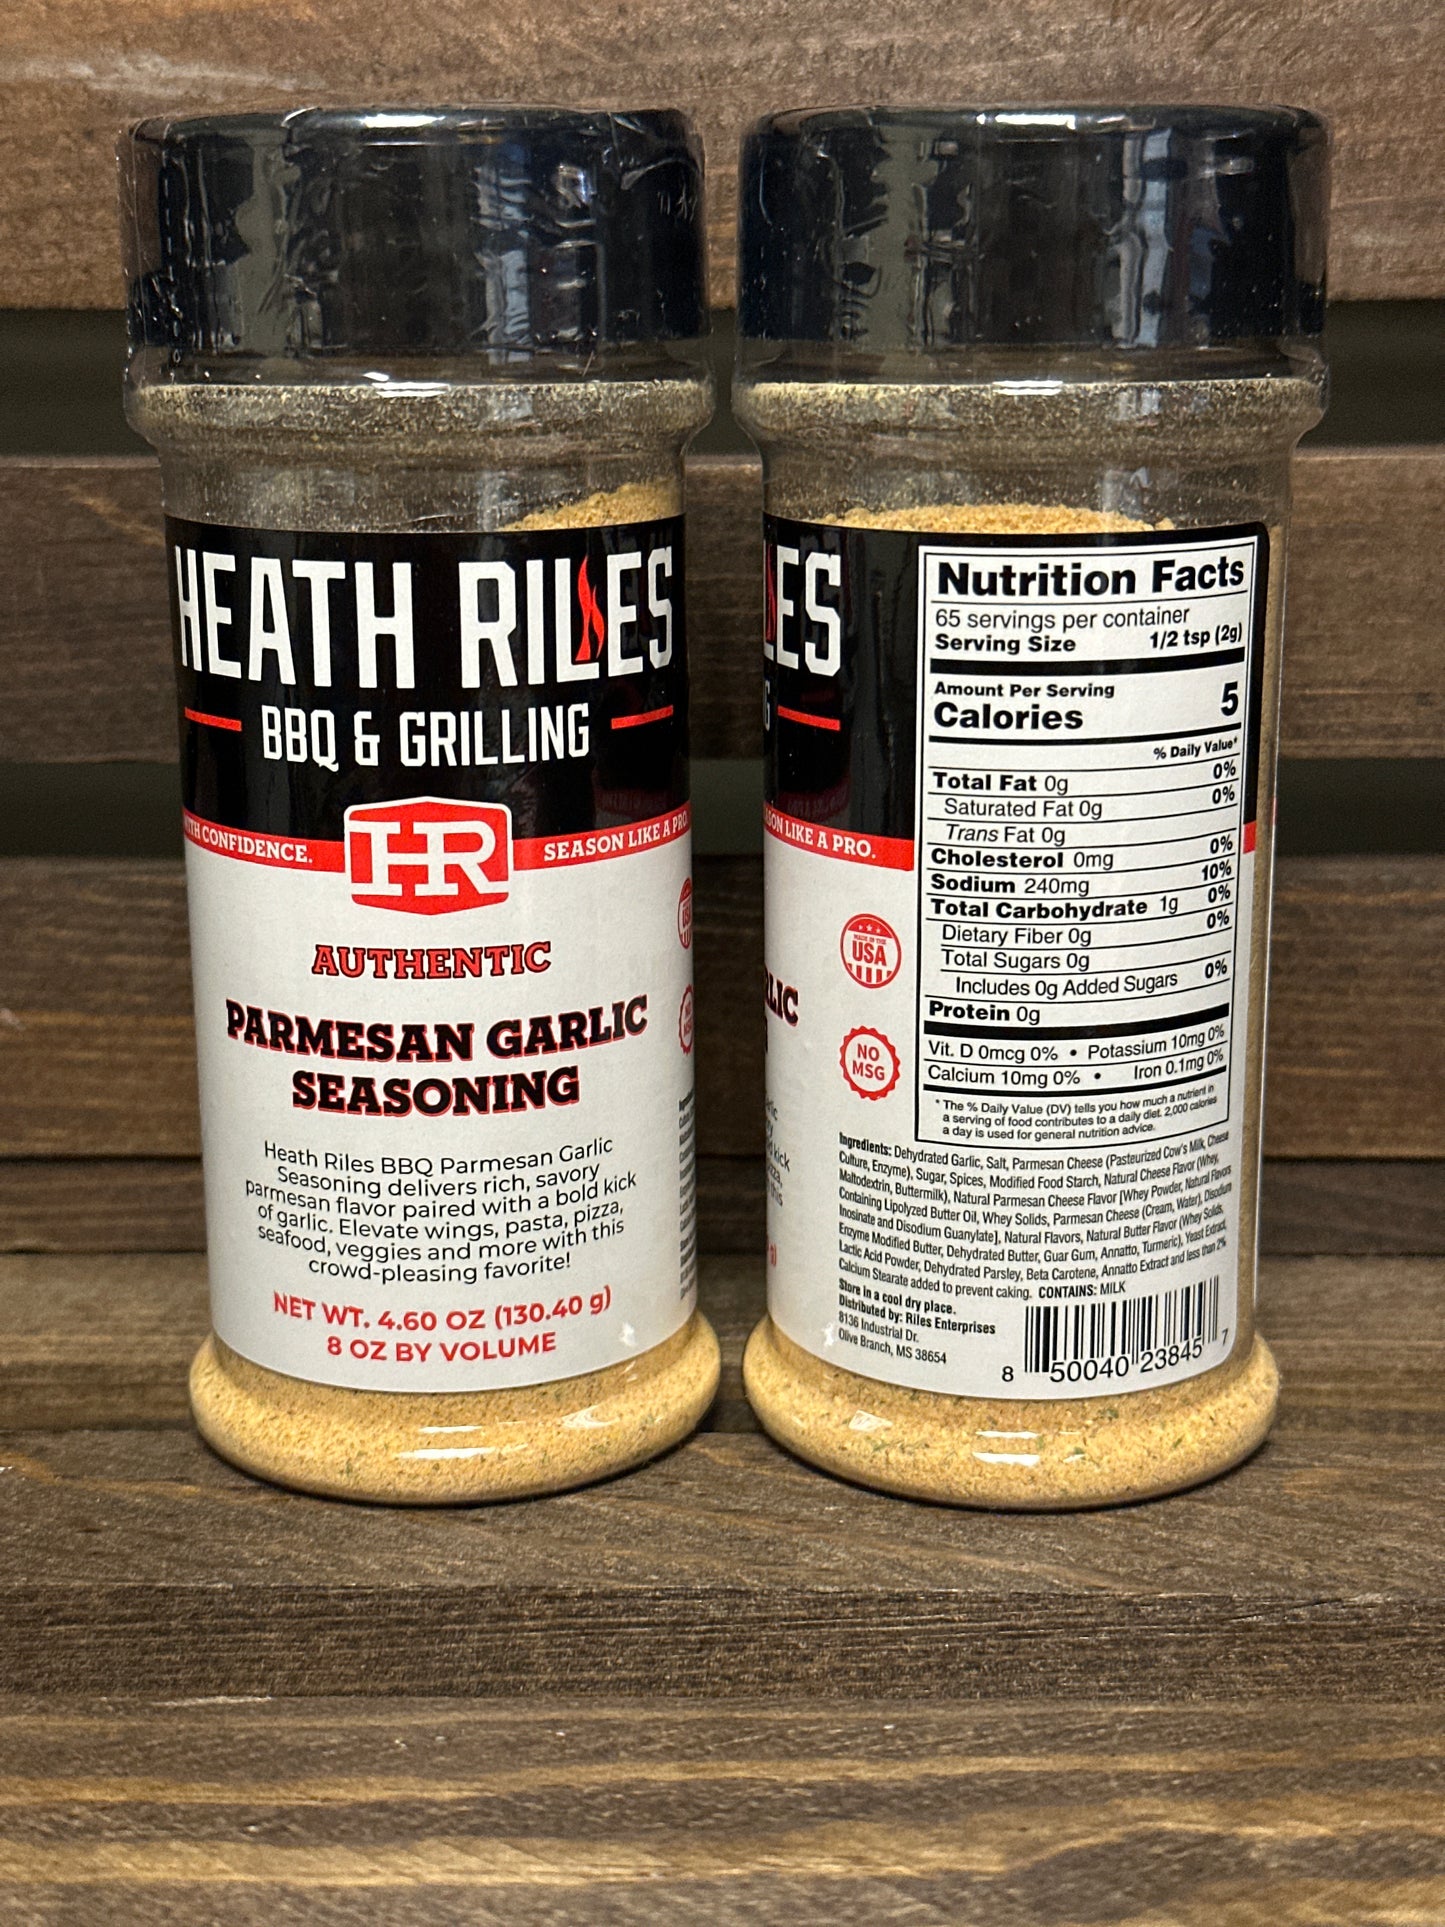 HEATH RILES
BBQ & GRILLING
WITH CONFIDENCE.
HR
SEASON LIKE A PRO.
AUTHENTIC
PARMESAN GARLIC
SEASONING
Heath Riles BBQ Parmesan Garlic
Seasoning delivers rich, savory
parmesan flavor paired with a bold kick
of garlic. Elevate wings, pasta, pizza,
seafood, veggies and more with this
crowd-pleasing favorite!
NET WT. 4.60 OZ (130.40 g)
8 OZ BY VOLUME
LES
G
SON LIKE A PRO.
MADE IN THE
USA
LIC
NO
MSG
kick
Nutrition Facts
65 servings per container
Serving Size 1/2 tsp (2g)
Amount Per Serving
Calories 5
% Daily Value*
Total Fat 0g 0%
Saturated Fat 0g 0%
Trans Fat 0g
Cholesterol 0mg 0%
Sodium 240mg 10%
Total Carbohydrate 1g 0%
Dietary Fiber 0g 0%
Total Sugars 0g
Includes 0g Added Sugars 0%
Protein 0g
Vit. D 0mcg 0% • Potassium 10mg 0%
Calcium 10mg 0% • Iron 0.1mg 0%
* The % Daily Value (DV) tells you how much a nutrient in
a serving of food contributes to a daily diet. 2,000 calories
a day is used for general nutrition advice.
Ingredients: Dehydrated Garlic, Salt, Parmesan Cheese (Pasteurized Cow's Milk, Cheese
Culture, Enzyme), Sugar, Spices, Modified Food Starch, Natural Cheese Flavor (Whey,
Maltodextrin, Buttermilk), Natural Parmesan Cheese Flavor [Whey Powder, Natural Flavors
Containing Lipolyzed Butter Oil, Whey Solids, Parmesan Cheese (Cream, Water), Disodium
Inosinate and Disodium Guanylate], Natural Flavors, Natural Butter Flavor (Whey Solids,
Enzyme Modified Butter, Dehydrated Butter, Guar Gum, Annatto, Turmeric), Yeast Extract,
Lactic Acid Powder, Dehydrated Parsley, Beta Carotene, Annatto Extract and less than 2%
Calcium Stearate added to prevent caking. CONTAINS: MILK
Store in a cool dry place.
Distributed by: Riles Enterprises
8136 Industrial Dr.
Olive Branch, MS 38654
8 50040 23845 7